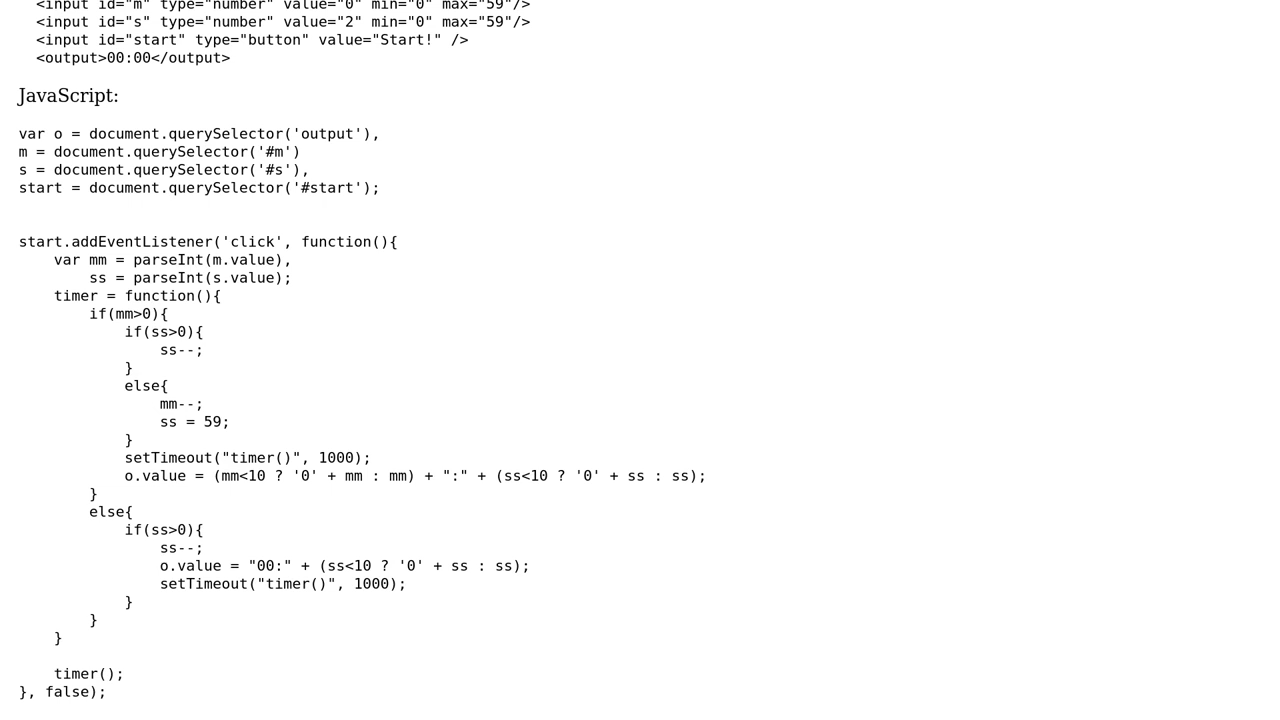 <input id="m" type="number" value="0" min="0" max="59"/>
<input id="s" type="number" value="2" min="0" max="59"/>
<input id="start" type="button" value="Start!" />
<output>00:00</output>
JavaScript:
var o = document.querySelector('output'),
m = document.querySelector('#m')
s = document.querySelector('#s'),
start = document.querySelector('#start');
start.addEventListener('click', function(){
    var mm = parseInt(m.value),
        ss = parseInt(s.value);
    timer = function(){
        if(mm>0){
            if(ss>0){
                ss--;
            }
            else{
                mm--;
                ss = 59;
            }
            setTimeout("timer()", 1000);
            o.value = (mm<10 ? '0' + mm : mm) + ":" + (ss<10 ? '0' + ss : ss);
        }
        else{
            if(ss>0){
                ss--;
                o.value = "00:" + (ss<10 ? '0' + ss : ss);
                setTimeout("timer()", 1000);
            }
        }
    }
    timer();
}, false);